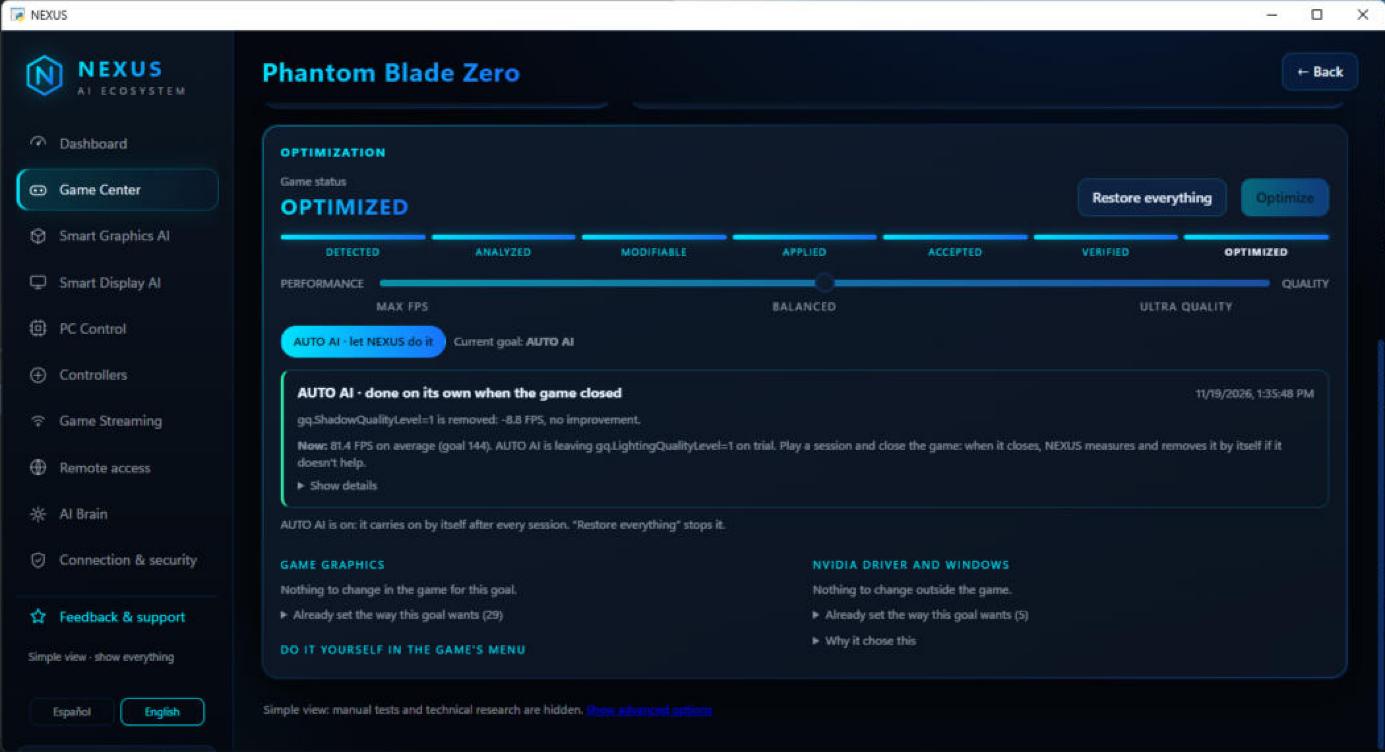 NEXUS
NEXUS
AI ECOSYSTEM
Dashboard
Game Center
Smart Graphics AI
Smart Display AI
PC Control
Controllers
Game Streaming
Remote access
AI Brain
Connection & security
Feedback & support
Simple view · show everything
Español
English
Phantom Blade Zero
← Back
OPTIMIZATION
Game status
OPTIMIZED
Restore everything
Optimize
DETECTED
ANALYZED
MODIFIABLE
APPLIED
ACCEPTED
VERIFIED
OPTIMIZED
PERFORMANCE
QUALITY
MAX FPS
BALANCED
ULTRA QUALITY
AUTO AI · let NEXUS do it
Current goal: AUTO AI
AUTO AI · done on its own when the game closed
11/19/2026, 1:35:48 PM
gq.ShadowQualityLevel=1 is removed: -8.8 FPS, no improvement.
Now: 81.4 FPS on average (goal 144). AUTO AI is leaving gq.LightingQualityLevel=1 on trial. Play a session and close the game: when it closes, NEXUS measures and removes it by itself if it
doesn't help.
▶ Show details
AUTO AI is on: it carries on by itself after every session. "Restore everything" stops it.
GAME GRAPHICS
Nothing to change in the game for this goal.
▶ Already set the way this goal wants (29)
DO IT YOURSELF IN THE GAME'S MENU
NVIDIA DRIVER AND WINDOWS
Nothing to change outside the game.
▶ Already set the way this goal wants (5)
▶ Why it chose this
Simple view: manual tests and technical research are hidden. Show advanced options